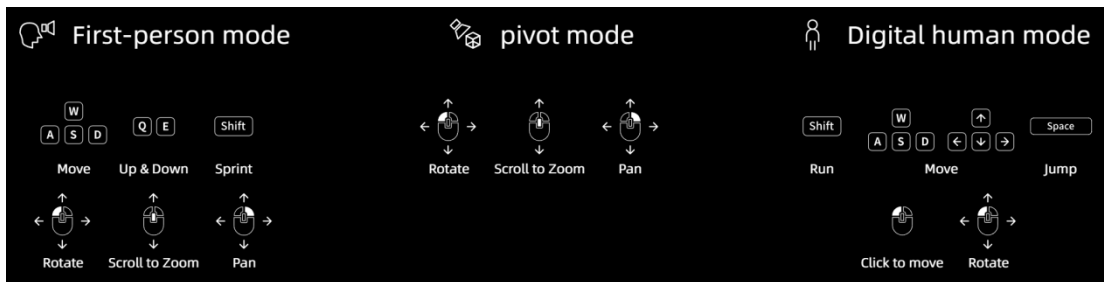 First-person mode
W
A S D
Q E
Shift
Move
Up & Down
Sprint
Rotate
Scroll to Zoom
Pan
pivot mode
Rotate
Scroll to Zoom
Pan
Digital human mode
Shift
W
A S D
Space
Run
Move
Jump
Click to move
Rotate